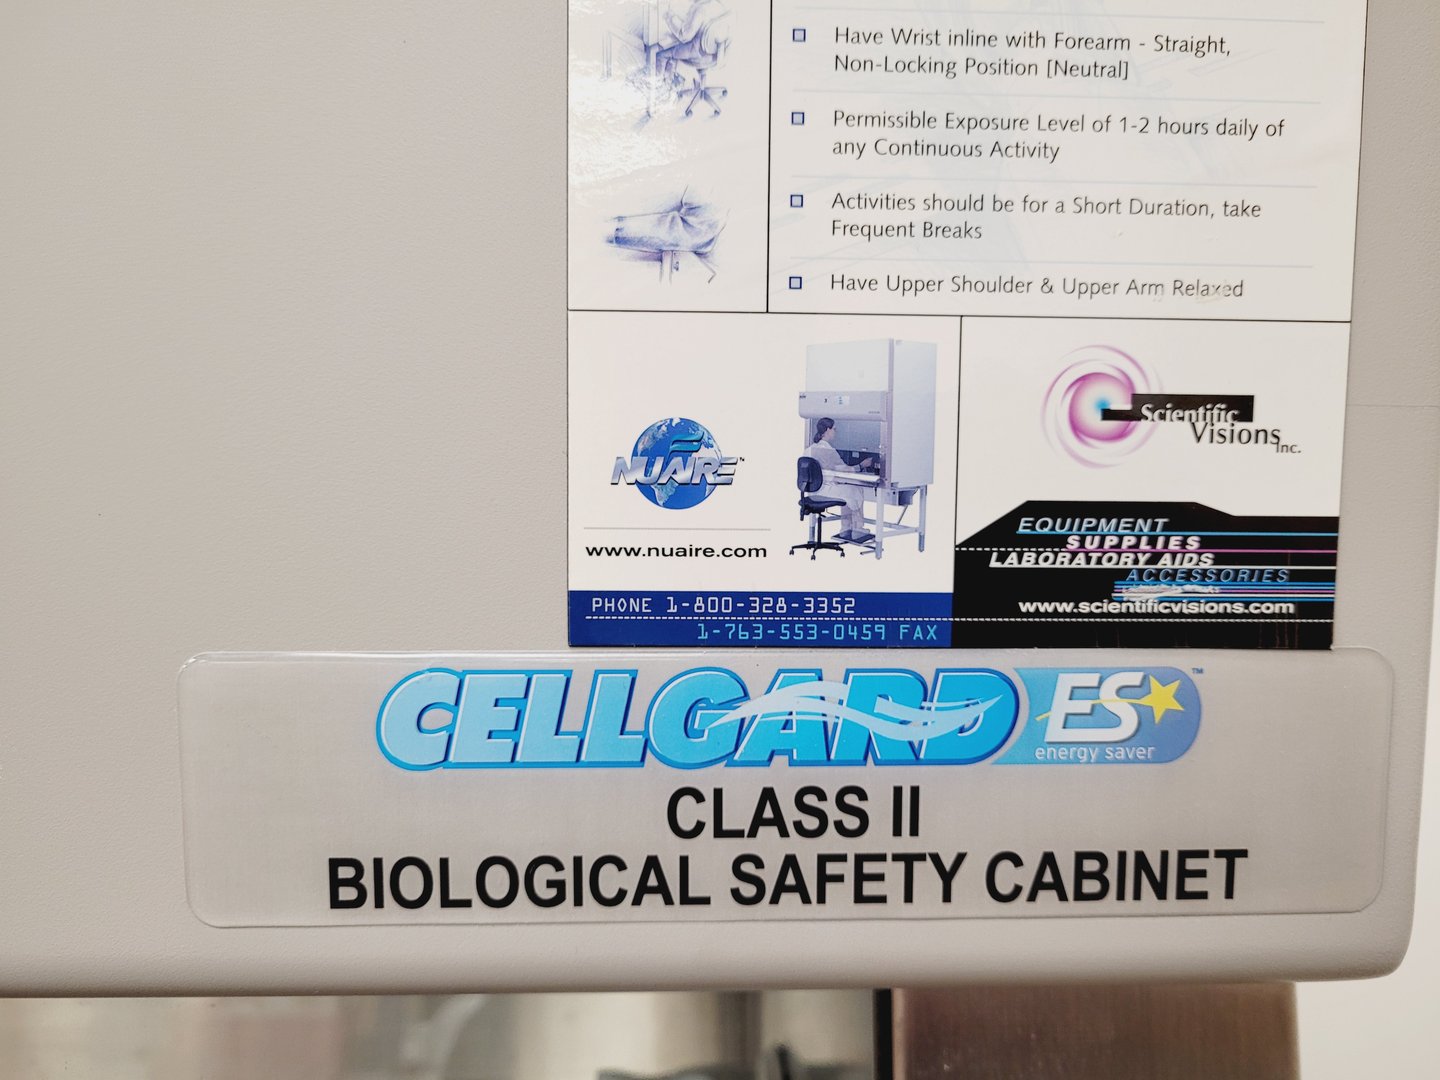 Have Wrist inline with Forearm - Straight,
Non-Locking Position [Neutral]
Permissible Exposure Level of 1-2 hours daily of
any Continuous Activity
Activities should be for a Short Duration, take
Frequent Breaks
Have Upper Shoulder & Upper Arm Relaxed
NUAIRE™
www.nuaire.com
PHONE 1-800-328-3352
1-763-553-0459 FAX
Scientific
Visions Inc.
EQUIPMENT
SUPPLIES
LABORATORY AIDS
ACCESSORIES
www.scientificvisions.com
CELLGARD ES™
energy saver
CLASS II
BIOLOGICAL SAFETY CABINET